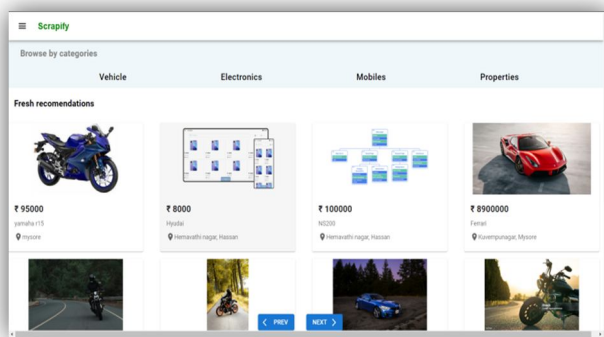 Scrapify
Browse by categories
Vehicle Electronics Mobiles Properties
Fresh recomendations
₹ 95000
yamaha r15
mysore
₹ 8000
Hyudai
Hemavathi nagar, Hassan
₹ 100000
NS200
Hemavathi nagar, Hassan
₹ 8900000
Ferrari
Kuvempunagar, Mysore
PREV NEXT